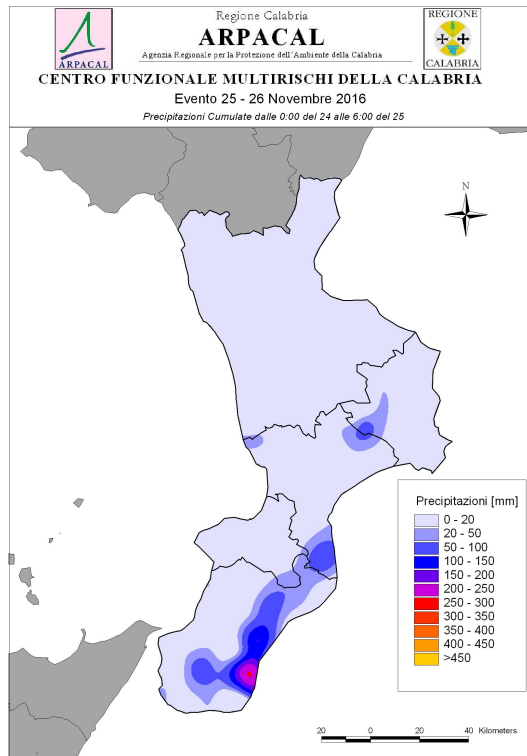 Regione Calabria
ARPACAL
Agenzia Regionale per la Protezione dell'Ambiente della Calabria
ARPACAL
REGIONE
CALABRIA
CENTRO FUNZIONALE MULTIRISCHI DELLA CALABRIA
Evento 25 - 26 Novembre 2016
Precipitazioni Cumulate dalle 0:00 del 24 alle 6:00 del 25
N
Precipitazioni [mm]
0 - 20
20 - 50
50 - 100
100 - 150
150 - 200
200 - 250
250 - 300
300 - 350
350 - 400
400 - 450
>450
20 0 20 40 Kilometers